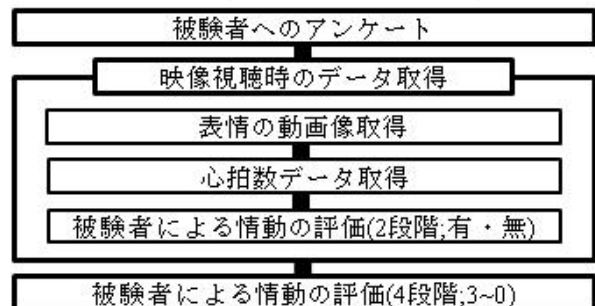 被験者へのアンケート
映像視聴時のデータ取得
表情の動画像取得
心拍数データ取得
被験者による情動の評価(2段階;有・無)
被験者による情動の評価(4段階;3~0)